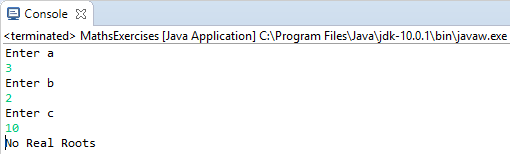 Console
<terminated> MathsExercises [Java Application] C:\Program Files\Java\jdk-10.0.1\bin\javaw.exe
Enter a
3
Enter b
2
Enter c
10
No Real Roots